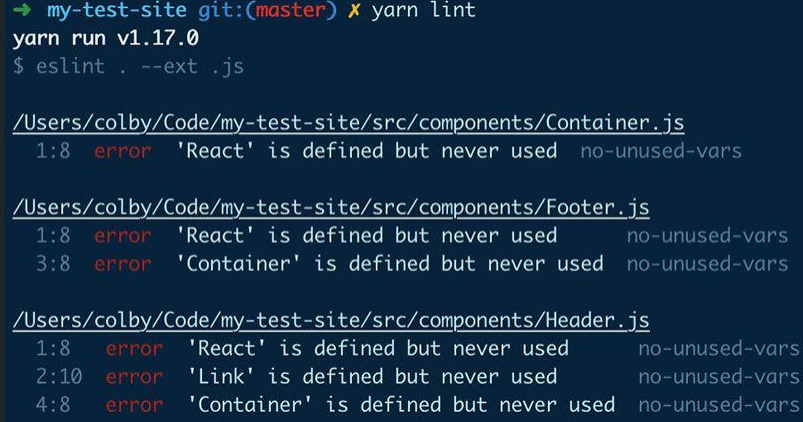 ➜ my-test-site git:(master) ✗ yarn lint
yarn run v1.17.0
$ eslint . --ext .js
/Users/colby/Code/my-test-site/src/components/Container.js
1:8 error 'React' is defined but never used no-unused-vars
/Users/colby/Code/my-test-site/src/components/Footer.js
1:8 error 'React' is defined but never used no-unused-vars
3:8 error 'Container' is defined but never used no-unused-vars
/Users/colby/Code/my-test-site/src/components/Header.js
1:8 error 'React' is defined but never used no-unused-vars
2:10 error 'Link' is defined but never used no-unused-vars
4:8 error 'Container' is defined but never used no-unused-vars